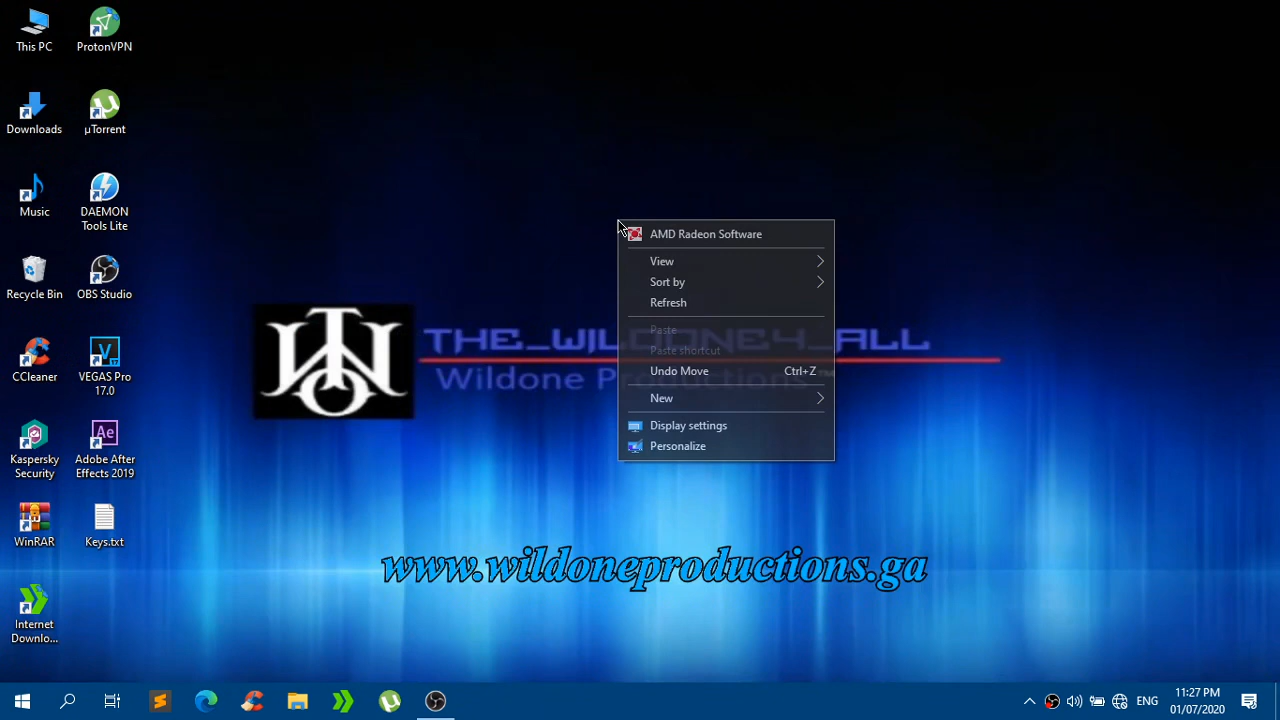 This PC
ProtonVPN
Downloads
µTorrent
Music
DAEMON
Tools Lite
Recycle Bin
OBS Studio
CCleaner
VEGAS Pro
17.0
Kaspersky
Security
Adobe After
Effects 2019
WinRAR
Keys.txt
Internet
Downlo...
AMD Radeon Software
View
Sort by
Refresh
Paste
Paste shortcut
Undo Move Ctrl+Z
New
Display settings
Personalize
THE_WILDONE4_ALL
Wildone Productions™
www.wildoneproductions.ga
ENG
11:27 PM
01/07/2020